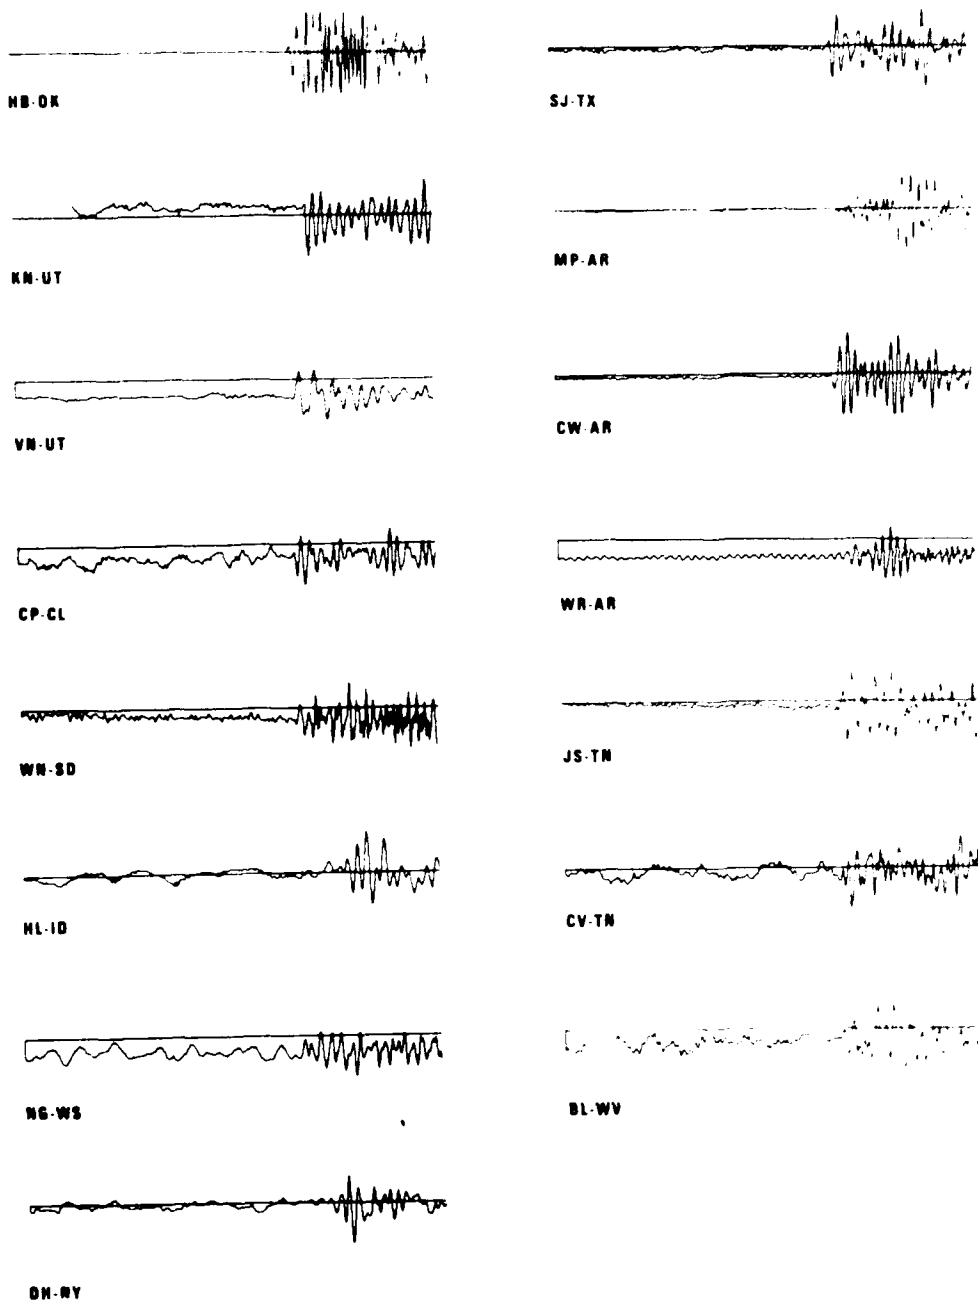 HB-OK
KN-UT
VN-UT
CP-CL
WN-SD
HL-ID
NG-WS
DH-NY
SJ-TX
MP-AR
CW-AR
WR-AR
JS-TN
CV-TN
BL-WV